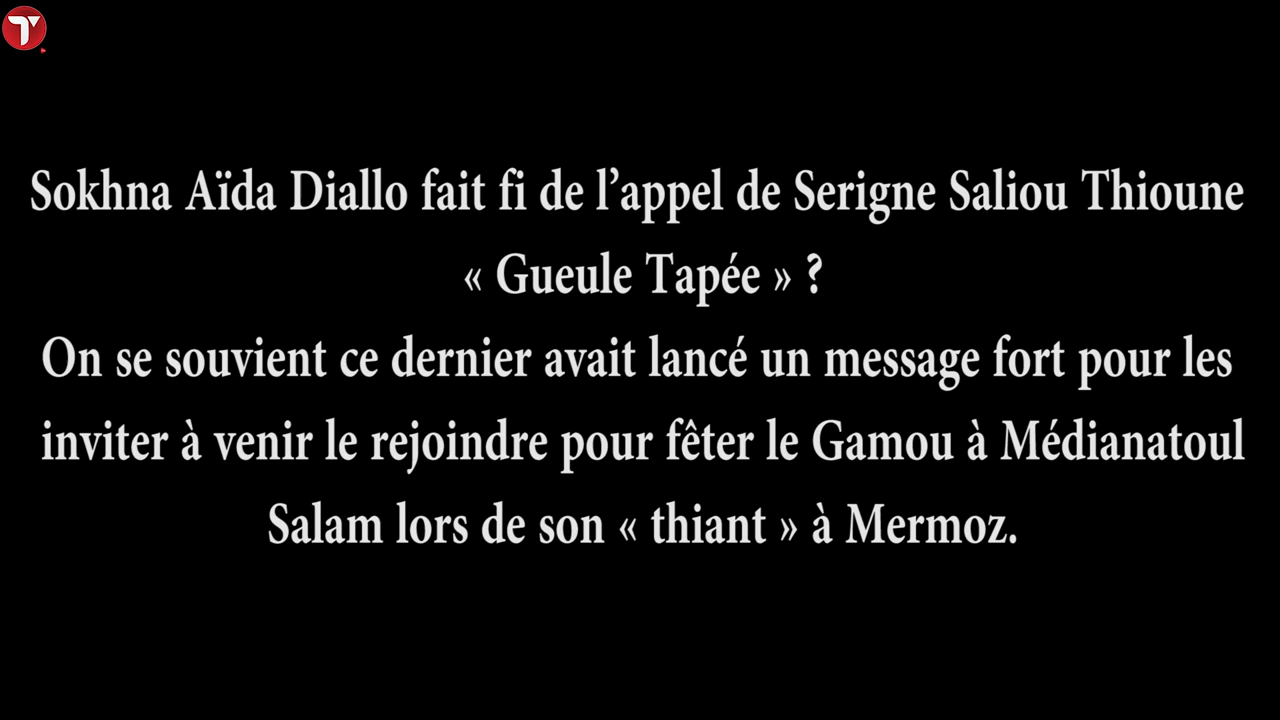 Sokhna Aïda Diallo fait fi de l’appel de Serigne Saliou Thioune
« Gueule Tapée » ?
On se souvient ce dernier avait lancé un message fort pour les
inviter à venir le rejoindre pour fêter le Gamou à Médianatoul
Salam lors de son « thiant » à Mermoz.